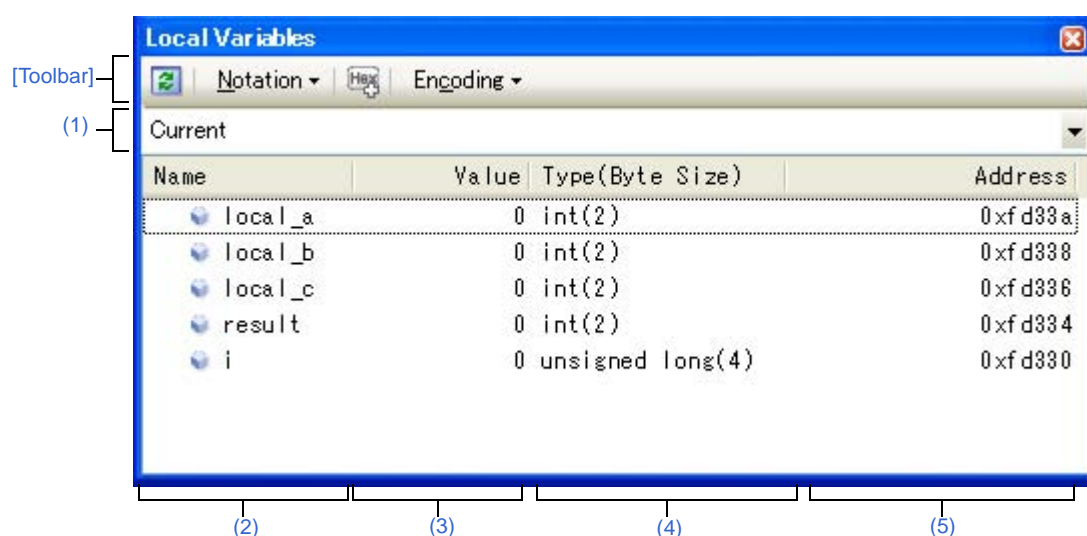 Local Variables
[Toolbar] Notation Hex Encoding
(1) Current
Name Value Type(Byte Size) Address
local_a 0 int(2) 0xfd33a
local_b 0 int(2) 0xfd338
local_c 0 int(2) 0xfd336
result 0 int(2) 0xfd334
i 0 unsigned long(4) 0xfd330
(2) (3) (4) (5)